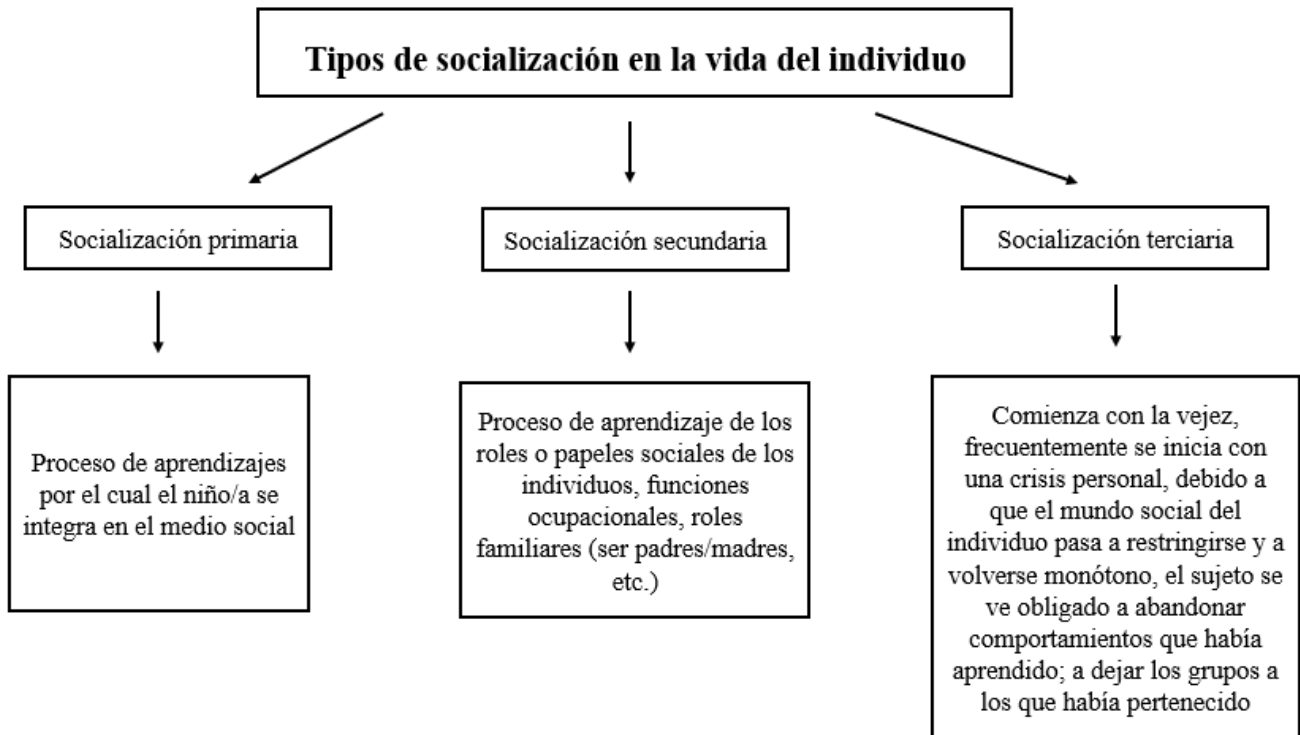 Tipos de socialización en la vida del individuo
Socialización primaria
Socialización secundaria
Socialización terciaria
Proceso de aprendizajes
por el cual el niño/a se
integra en el medio social
Proceso de aprendizaje de los
roles o papeles sociales de los
individuos, funciones
ocupacionales, roles
familiares (ser padres/madres,
etc.)
Comienza con la vejez,
frecuentemente se inicia con
una crisis personal, debido a
que el mundo social del
individuo pasa a restringirse y a
volverse monótono, el sujeto se
ve obligado a abandonar
comportamientos que había
aprendido; a dejar los grupos a
los que había pertenecido